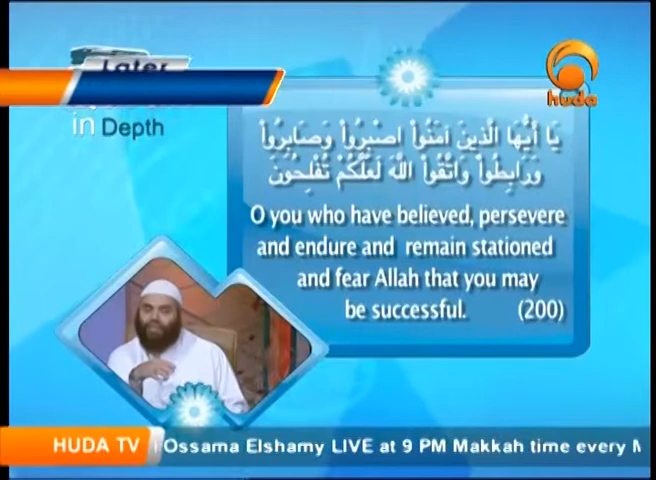 Later
in Depth
huda
يَا أَيُّهَا الَّذِينَ آمَنُواْ اصْبِرُواْ وَصَابِرُواْ
وَرَابِطُواْ وَاتَّقُواْ اللّهَ لَعَلَّكُمْ تُفْلِحُونَ
O you who have believed, persevere
and endure and remain stationed
and fear Allah that you may
be successful. (200)
HUDA TV
Ossama Elshamy LIVE at 9 PM Makkah time every